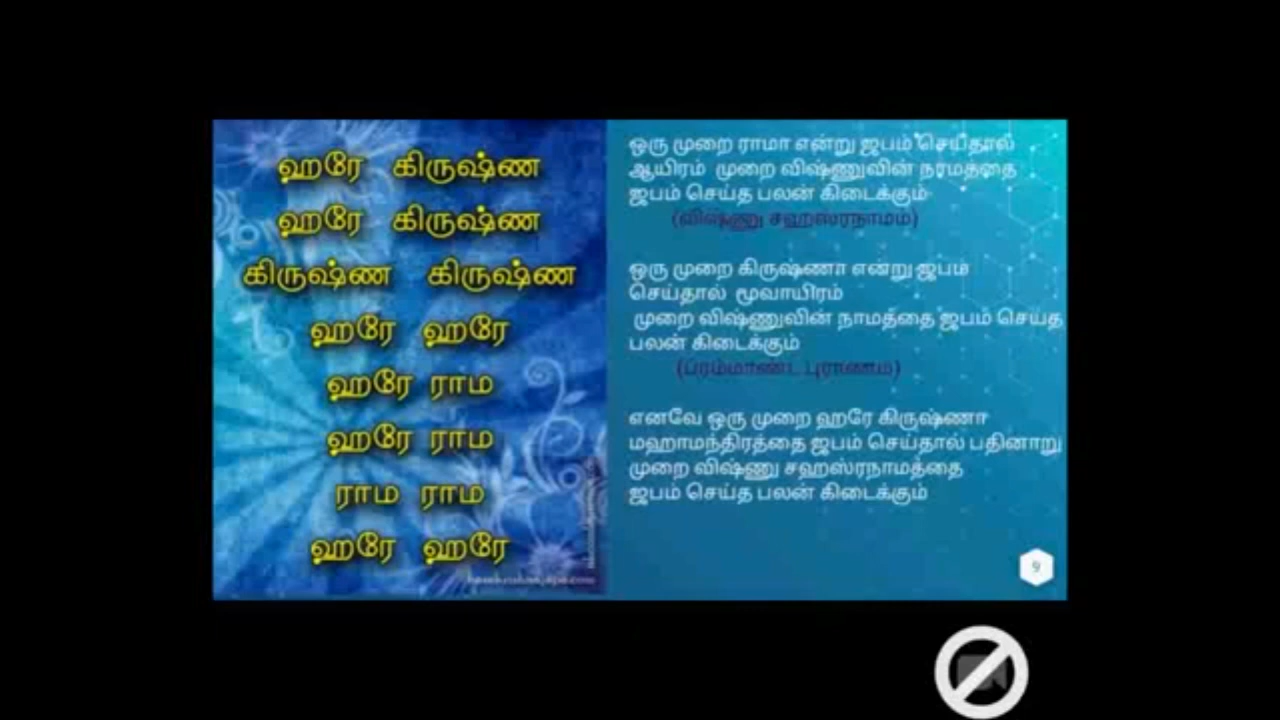 ஹரே கிருஷ்ண
ஹரே கிருஷ்ண
கிருஷ்ண கிருஷ்ண
ஹரே ஹரே
ஹரே ராம
ஹரே ராம
ராம ராம
ஹரே ஹரே
ஒரு முறை ராமா என்று ஜபம் செய்தால்
ஆயிரம் முறை விஷ்ணுவின் நாமத்தை
ஜபம் செய்த பலன் கிடைக்கும்
(விஷ்ணு சஹஸ்ரநாமம்)
ஒரு முறை கிருஷ்ணா என்று ஜபம்
செய்தால் மூவாயிரம்
முறை விஷ்ணுவின் நாமத்தை ஜபம் செய்த
பலன் கிடைக்கும்
(பரம்மாண்ட புராணம்)
எனவே ஒரு முறை ஹரே கிருஷ்ணா
மஹாமந்திரத்தை ஜபம் செய்தால் பதினாறு
முறை விஷ்ணு சஹஸ்ரநாமத்தை
ஜபம் செய்த பலன் கிடைக்கும்
9